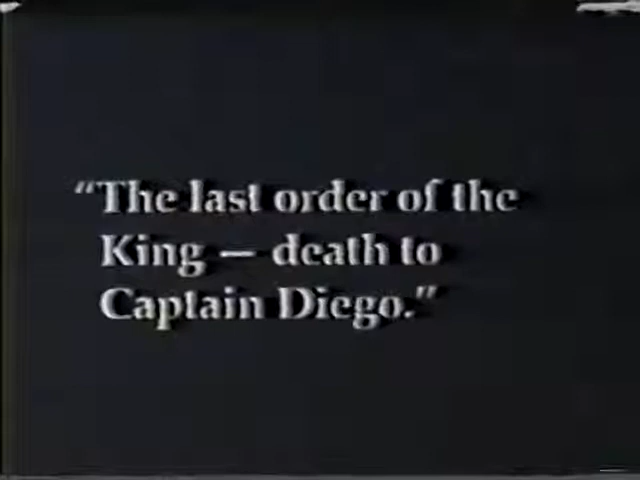 “The last order of the
King — death to
Captain Diego.”